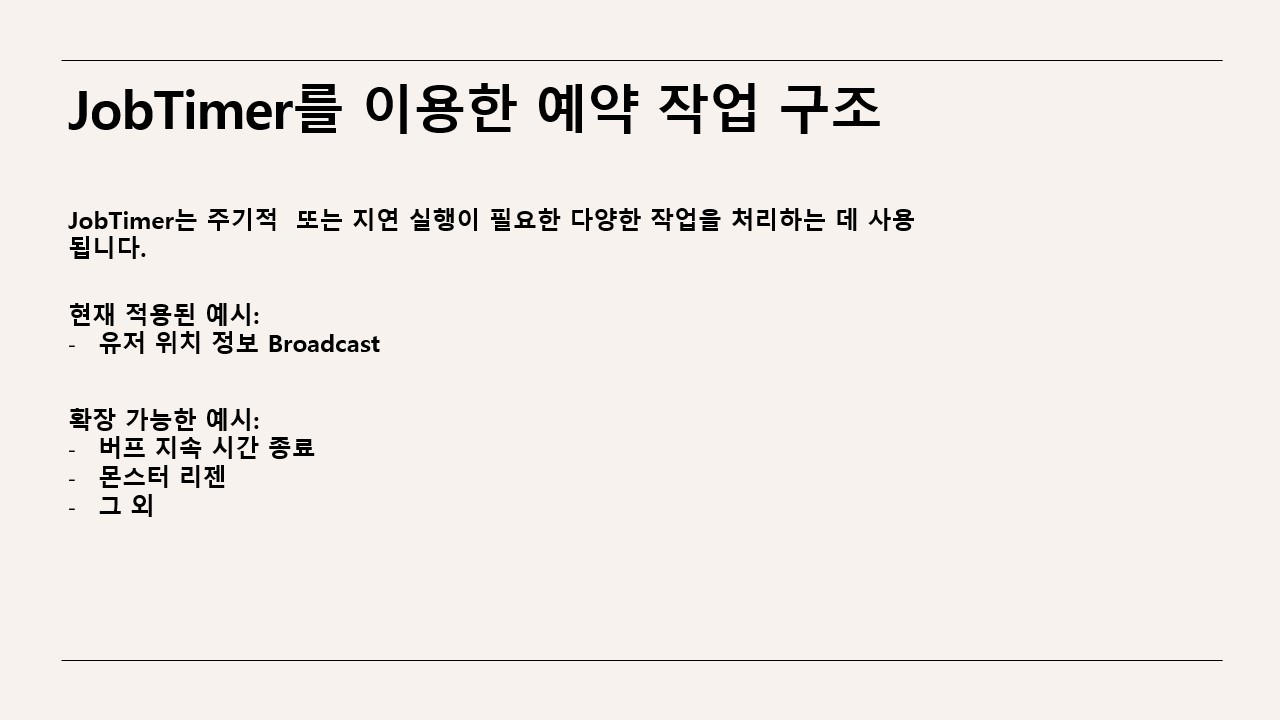 JobTimer를 이용한 예약 작업 구조
JobTimer는 주기적  또는 지연 실행이 필요한 다양한 작업을 처리하는 데 사용
됩니다.
현재 적용된 예시:
- 유저 위치 정보 Broadcast
확장 가능한 예시:
- 버프 지속 시간 종료
- 몬스터 리젠
- 그 외